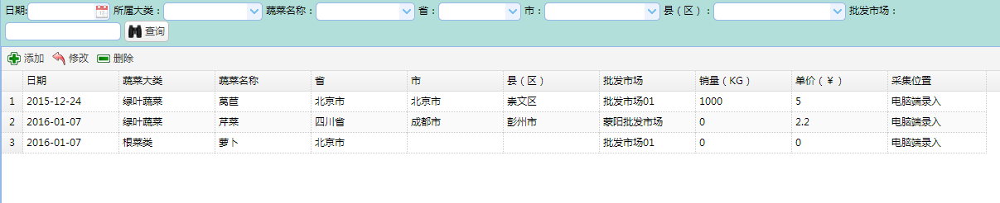 日期: 所属大类： 蔬菜名称： 省： 市： 县（区）： 批发市场：
查询
添加 修改 删除
日期 蔬菜大类 蔬菜名称 省 市 县（区） 批发市场 销量（KG） 单价（￥） 采集位置
1 2015-12-24 绿叶蔬菜 莴苣 北京市 北京市 崇文区 批发市场01 1000 5 电脑端录入
2 2016-01-07 绿叶蔬菜 芹菜 四川省 成都市 彭州市 蒙阳批发市场 0 2.2 电脑端录入
3 2016-01-07 根菜类 萝卜 北京市 批发市场01 0 0 电脑端录入